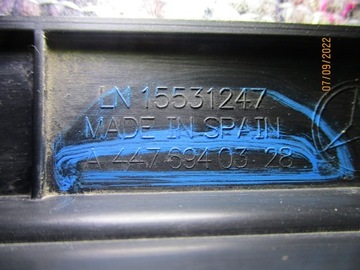 LN 15531247
MADE IN SPAIN
A 447 694 03 28
07/09/2022